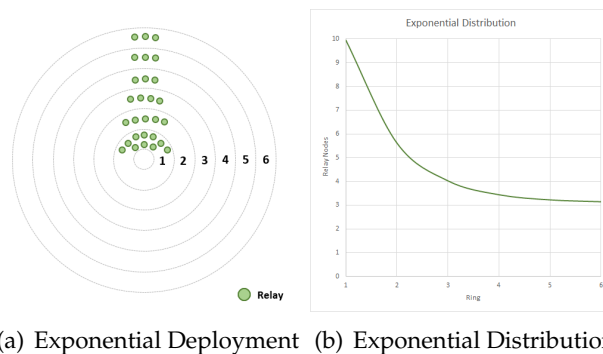 1 2 3 4 5 6
Relay
Exponential Distribution
10
9
8
7
6
5
4
3
2
1
0
Relay Nodes
1 2 3 4 5 6
Ring
(a) Exponential Deployment (b) Exponential Distribution